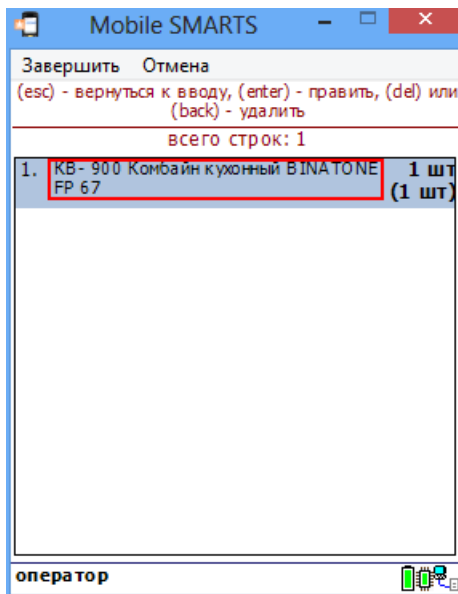 Mobile SMARTS
Завершить Отмена
(esc) - вернуться к вводу, (enter) - править, (del) или
(back) - удалить
всего строк: 1
1. КВ- 900 Комбайн кухонный BINATONE 1 шт
FP 67 (1 шт)
оператор